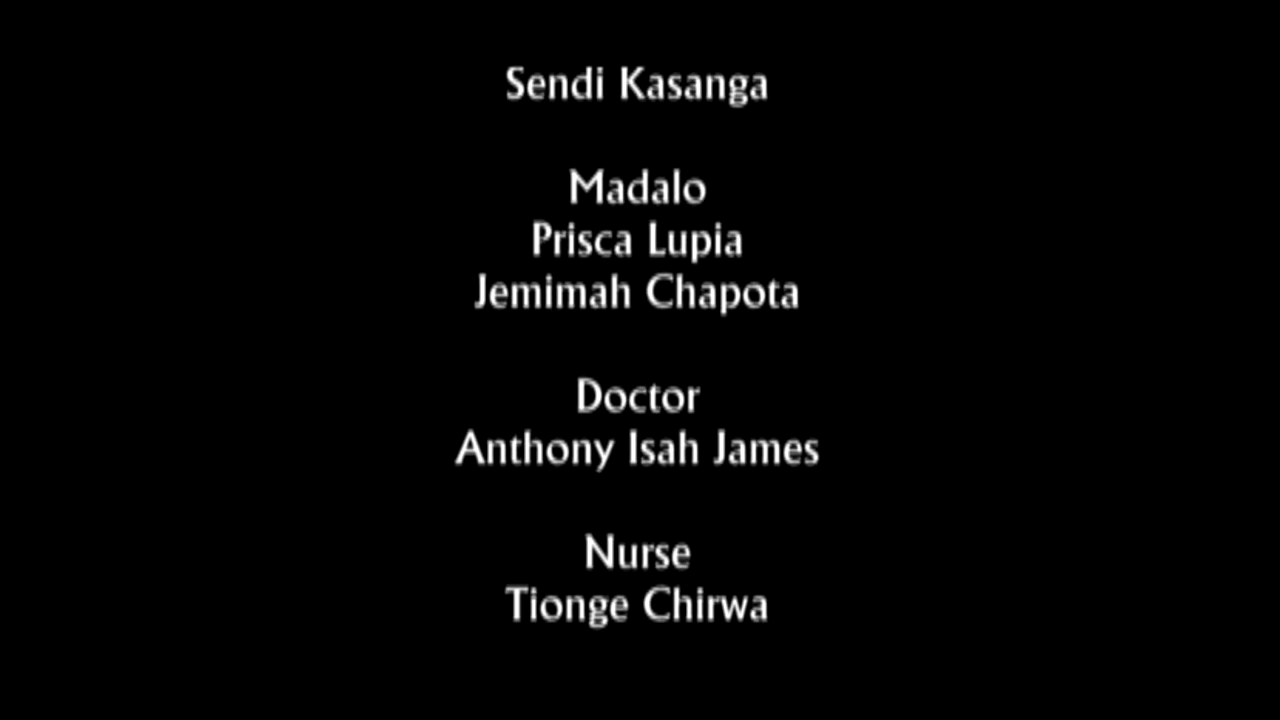 Sendi Kasanga
Madalo
Prisca Lupia
Jemimah Chapota
Doctor
Anthony Isah James
Nurse
Tionge Chirwa